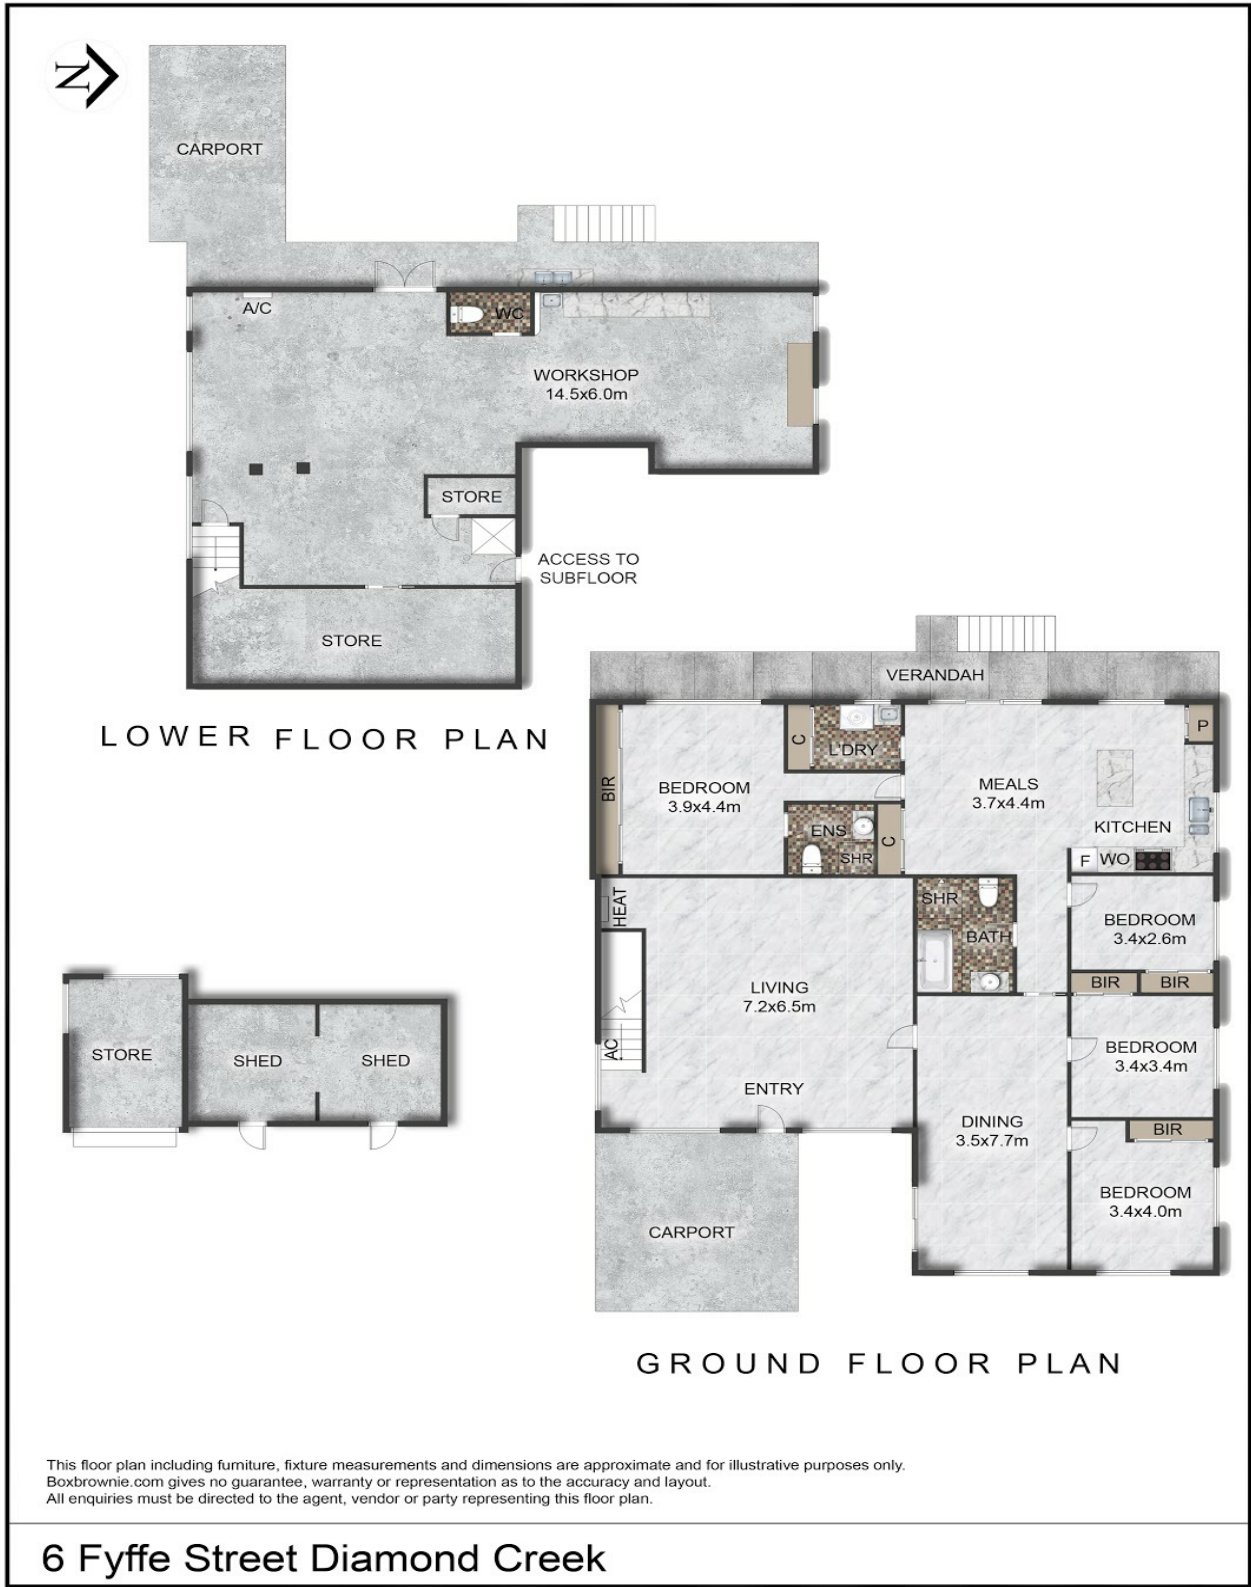 N
CARPORT
A/C
WC
WORKSHOP
14.5x6.0m
STORE
ACCESS TO
SUBFLOOR
STORE
LOWER FLOOR PLAN
VERANDAH
BIR
BEDROOM
3.9x4.4m
C
L'DRY
MEALS
3.7x4.4m
P
KITCHEN
ENS
SHR
C
F
WO
HEAT
SHR
BATH
BEDROOM
3.4x2.6m
BIR
BIR
LIVING
7.2x6.5m
AC
ENTRY
BEDROOM
3.4x3.4m
DINING
3.5x7.7m
BIR
BEDROOM
3.4x4.0m
CARPORT
STORE
SHED
SHED
GROUND FLOOR PLAN
This floor plan including furniture, fixture measurements and dimensions are approximate and for illustrative purposes only.
Boxbrownie.com gives no guarantee, warranty or representation as to the accuracy and layout.
All enquiries must be directed to the agent, vendor or party representing this floor plan.
6 Fyffe Street Diamond Creek